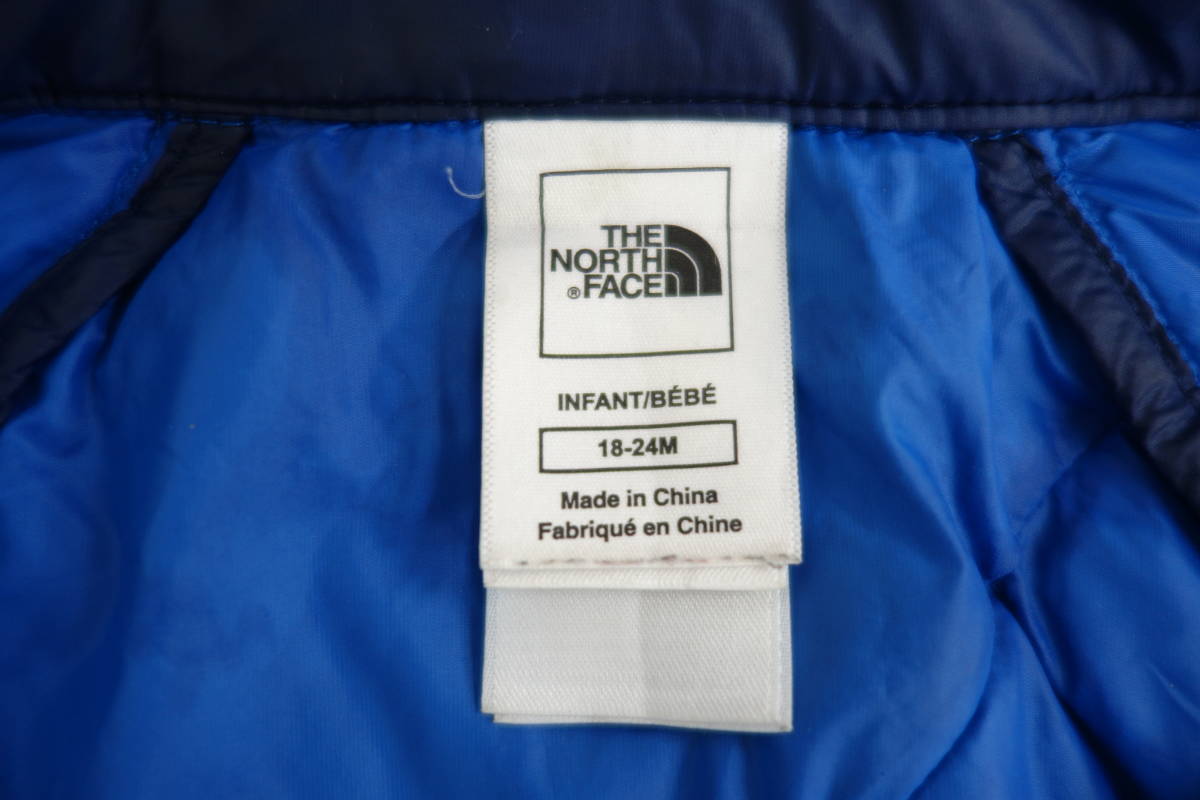 THE
NORTH
® FACE
INFANT/BÉBÉ
18-24M
Made in China
Fabriqué en Chine